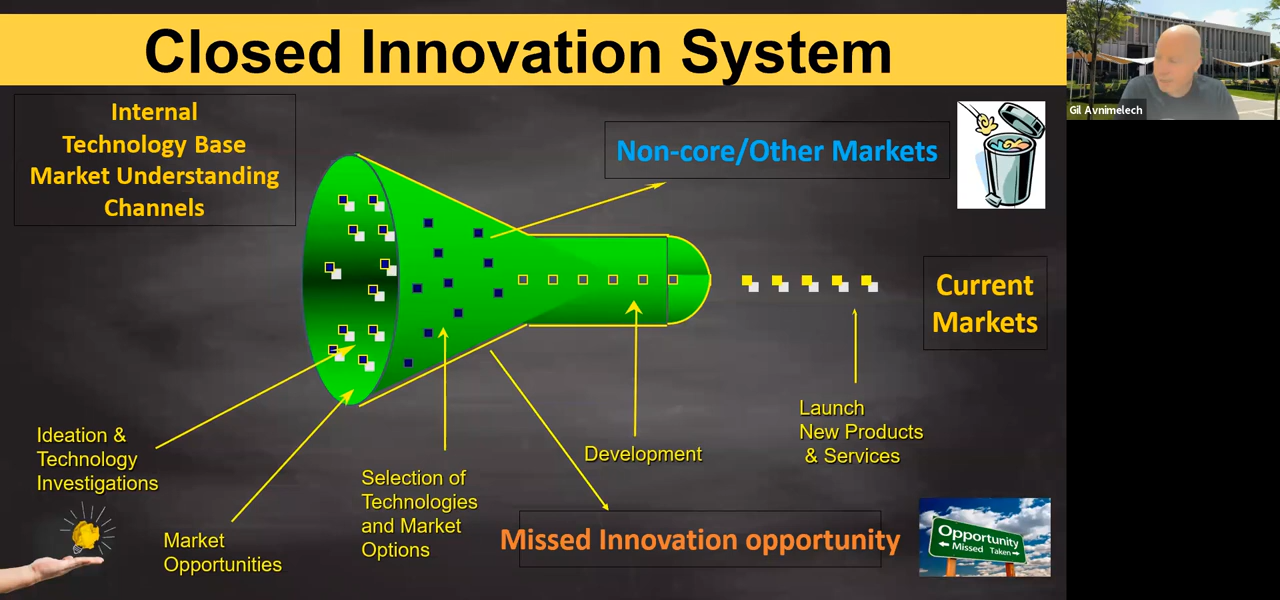 Closed Innovation System
Gil Avnimelech
Internal
Technology Base
Market Understanding
Channels
Non-core/Other Markets
Current
Markets
Launch
New Products
& Services
Ideation &
Technology
Investigations
Development
Selection of
Technologies
and Market
Options
Market
Opportunities
Missed Innovation opportunity
Opportunity
Missed Taken